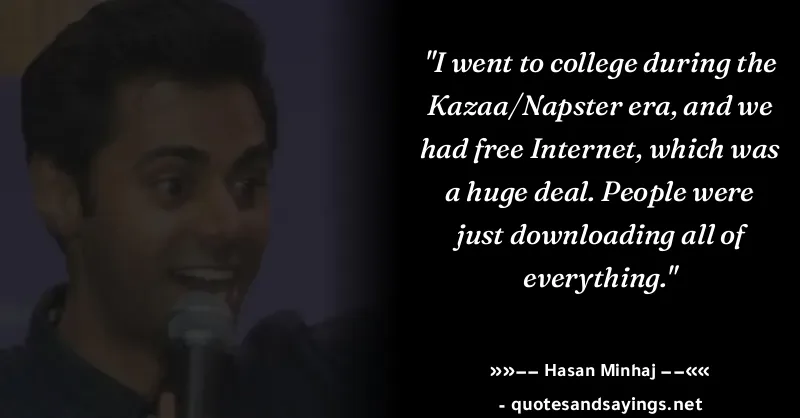 "I went to college during the
Kazaa/Napster era, and we
had free Internet, which was
a huge deal. People were
just downloading all of
everything."
»»–– Hasan Minhaj ––««
- quotesandsayings.net